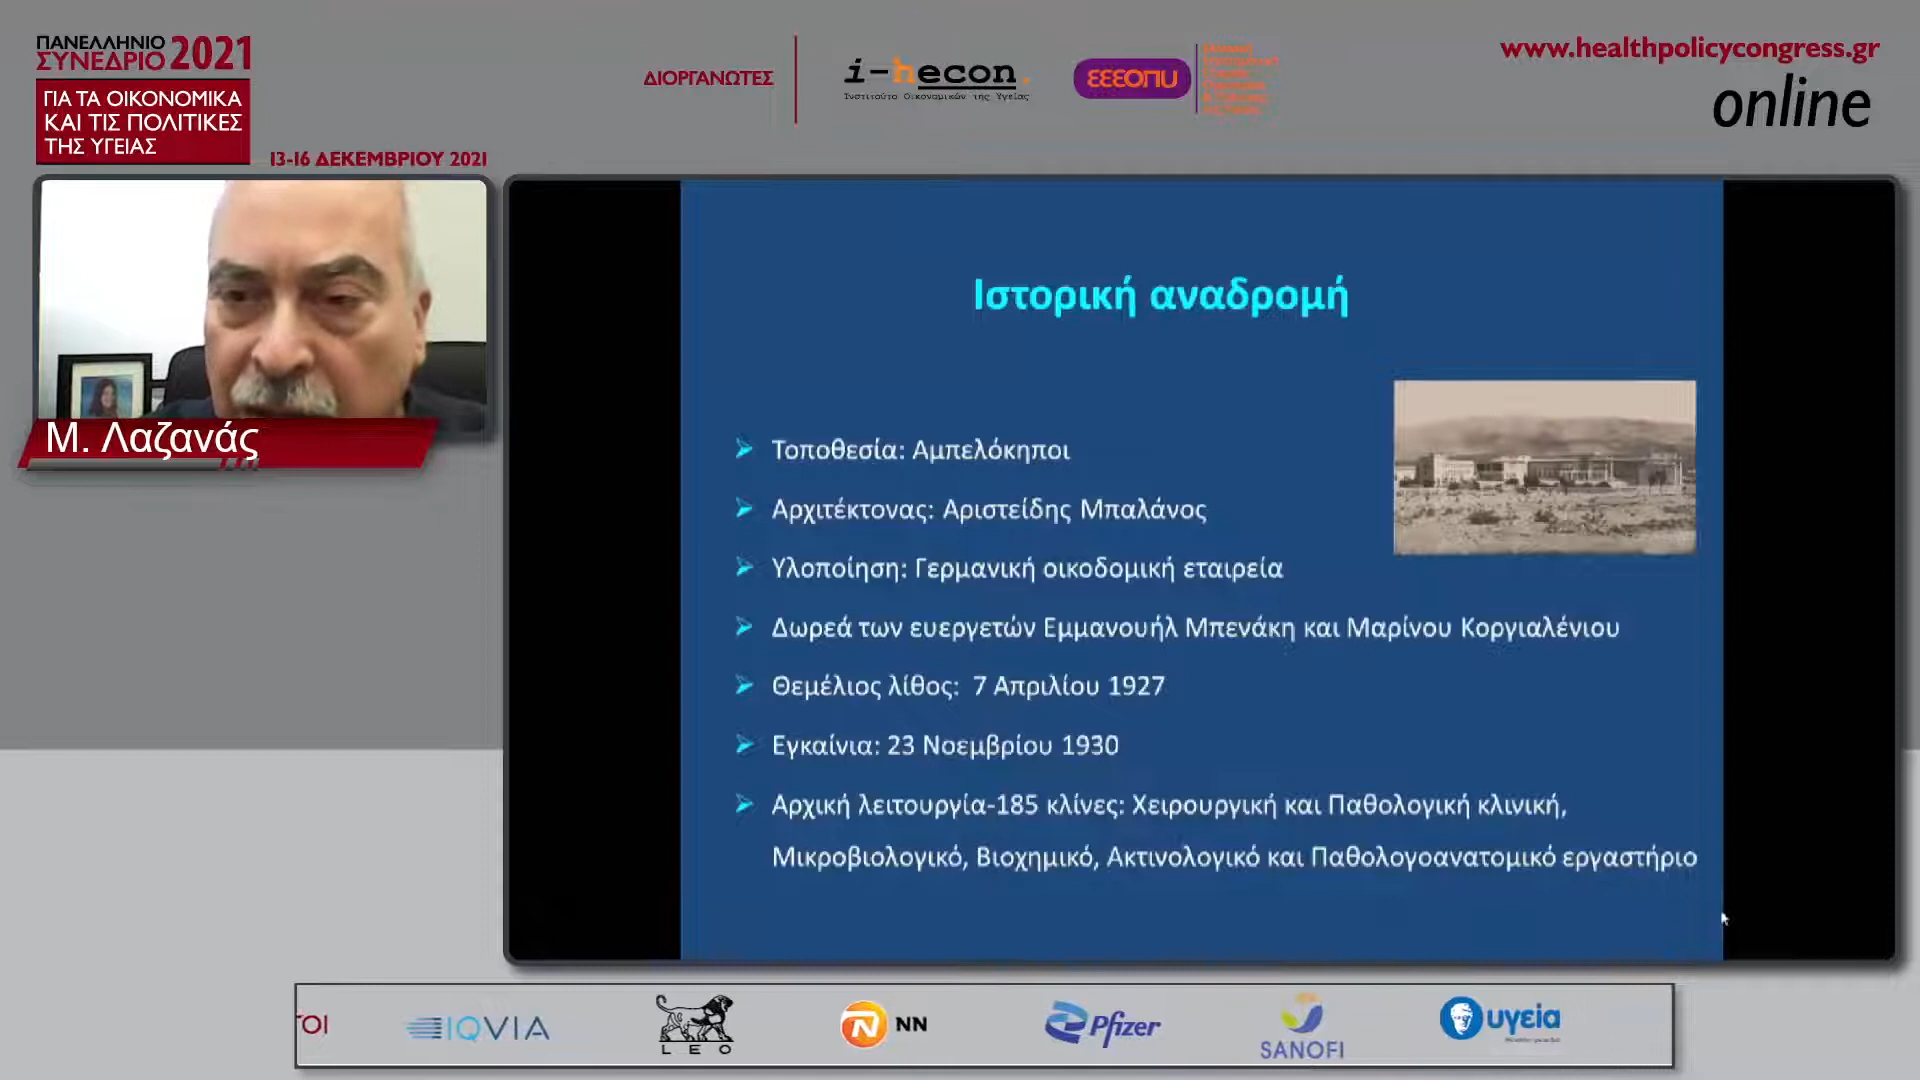 ΠΑΝΕΛΛΗΝΙΟ
ΣΥΝΕΔΡΙΟ 2021
ΓΙΑ ΤΑ ΟΙΚΟΝΟΜΙΚΑ
ΚΑΙ ΤΙΣ ΠΟΛΙΤΙΚΕΣ
ΤΗΣ ΥΓΕΙΑΣ
13-16 ΔΕΚΕΜΒΡΙΟΥ 2021
ΔΙΟΡΓΑΝΩΤΕΣ
i-hecon.
Ινστιτούτο Οικονομικών της Υγείας
ΕΕΕΟΠΥ
www.healthpolicycongress.gr
online
Μ. Λαζανάς
Ιστορική αναδρομή
Τοποθεσία: Αμπελόκηποι
Αρχιτέκτονας: Αριστείδης Μπαλάνος
Υλοποίηση: Γερμανική οικοδομική εταιρεία
Δωρεά των ευεργετών Εμμανουήλ Μπενάκη και Μαρίνου Κοργιαλένιου
Θεμέλιος λίθος: 7 Απριλίου 1927
Εγκαίνια: 23 Νοεμβρίου 1930
Αρχική λειτουργία-185 κλίνες: Χειρουργική και Παθολογική κλινική,
Μικροβιολογικό, Βιοχημικό, Ακτινολογικό και Παθολογοανατομικό εργαστήριο
IQVIA
LEO
NN
Pfizer
SANOFI
υγεία